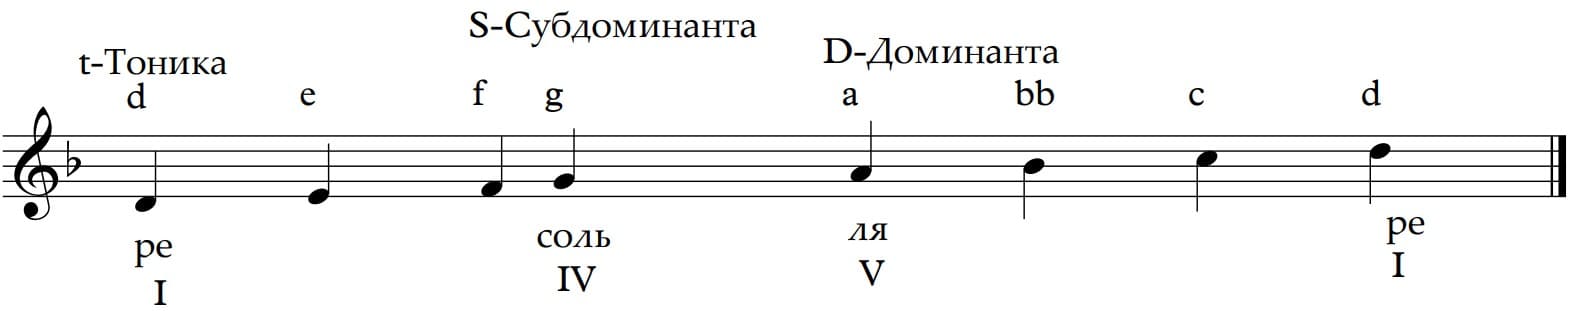 S-Субдоминанта
t-Тоника D-Доминанта
d e f g a bb c d
ре соль ля ре
I IV V I